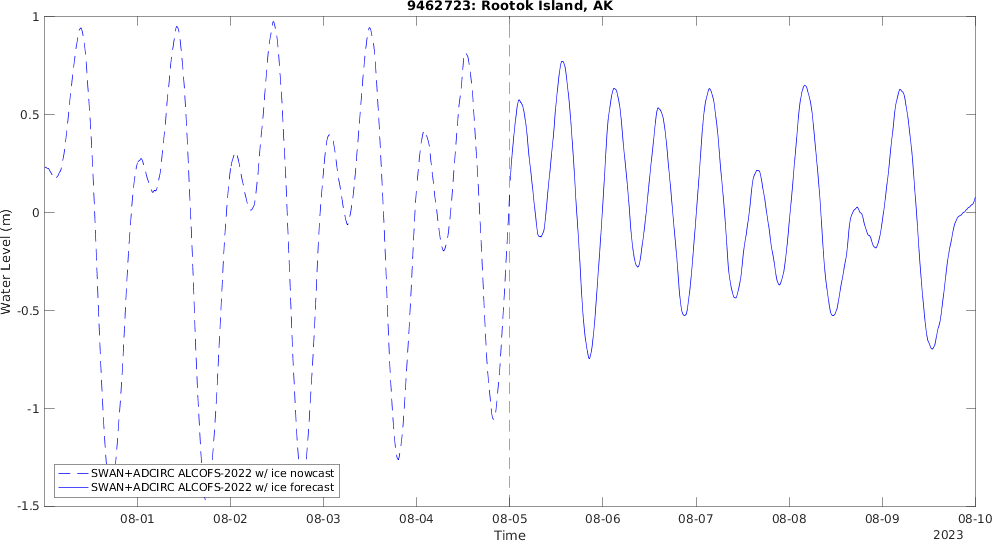 9462723: Rootok Island, AK
1
0.5
0
-0.5
-1
-1.5
Water Level (m)
SWAN+ADCIRC ALCOFS-2022 w/ ice nowcast
SWAN+ADCIRC ALCOFS-2022 w/ ice forecast
08-01 08-02 08-03 08-04 08-05 08-06 08-07 08-08 08-09 08-10
Time
2023